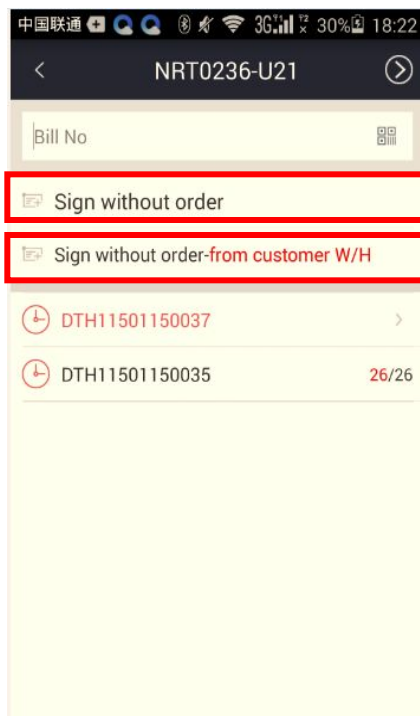 中国联通 3G 30% 18:22
NRT0236-U21
Bill No
Sign without order
Sign without order-from customer W/H
DTH11501150037
DTH11501150035 26/26